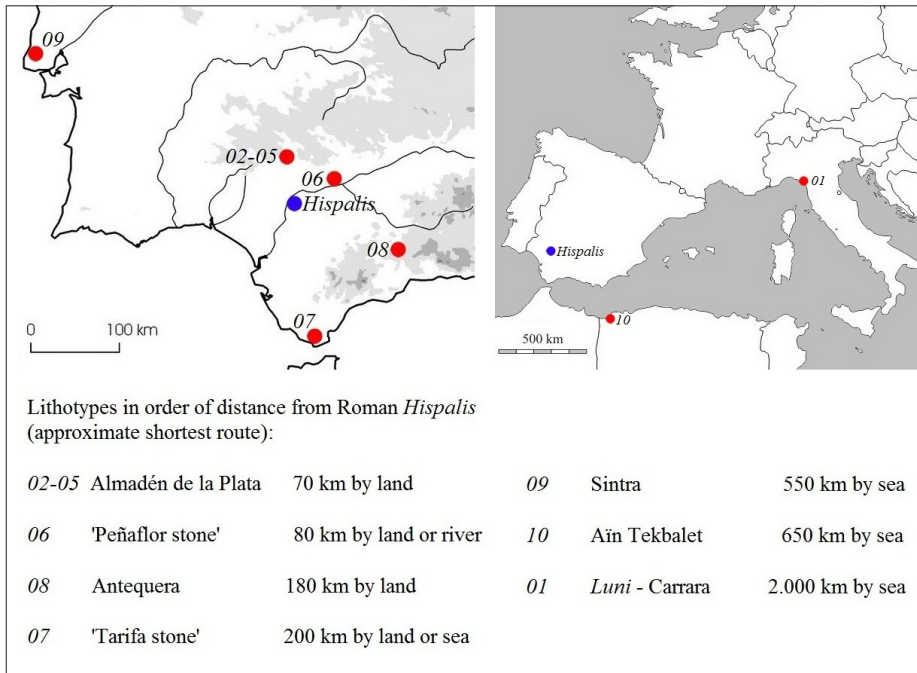 09
02-05
06
Hispalis
08
07
0 100 km
01
Hispalis
10
500 km
Lithotypes in order of distance from Roman Hispalis
(approximate shortest route):
02-05 Almadén de la Plata 70 km by land
06 'Peñaflor stone' 80 km by land or river
08 Antequera 180 km by land
07 'Tarifa stone' 200 km by land or sea
09 Sintra 550 km by sea
10 Aïn Tekbalet 650 km by sea
01 Luni - Carrara 2.000 km by sea